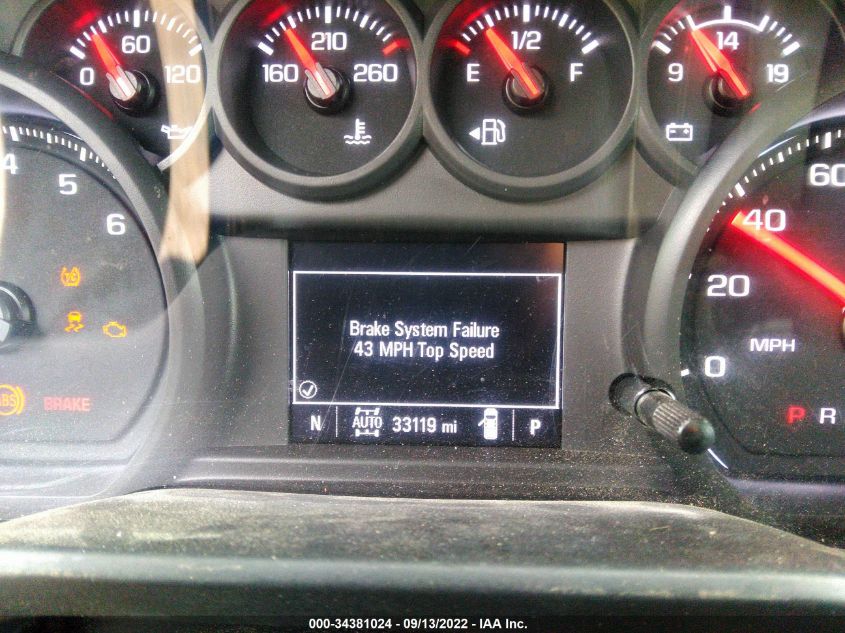 0 60 120
160 210 260
E 1/2 F
9 14 19
4 5 6
ABS BRAKE
Brake System Failure
43 MPH Top Speed
N AUTO 33119 mi P
60
40
20
0 MPH
P R
000-34381024 - 09/13/2022 - IAA Inc.